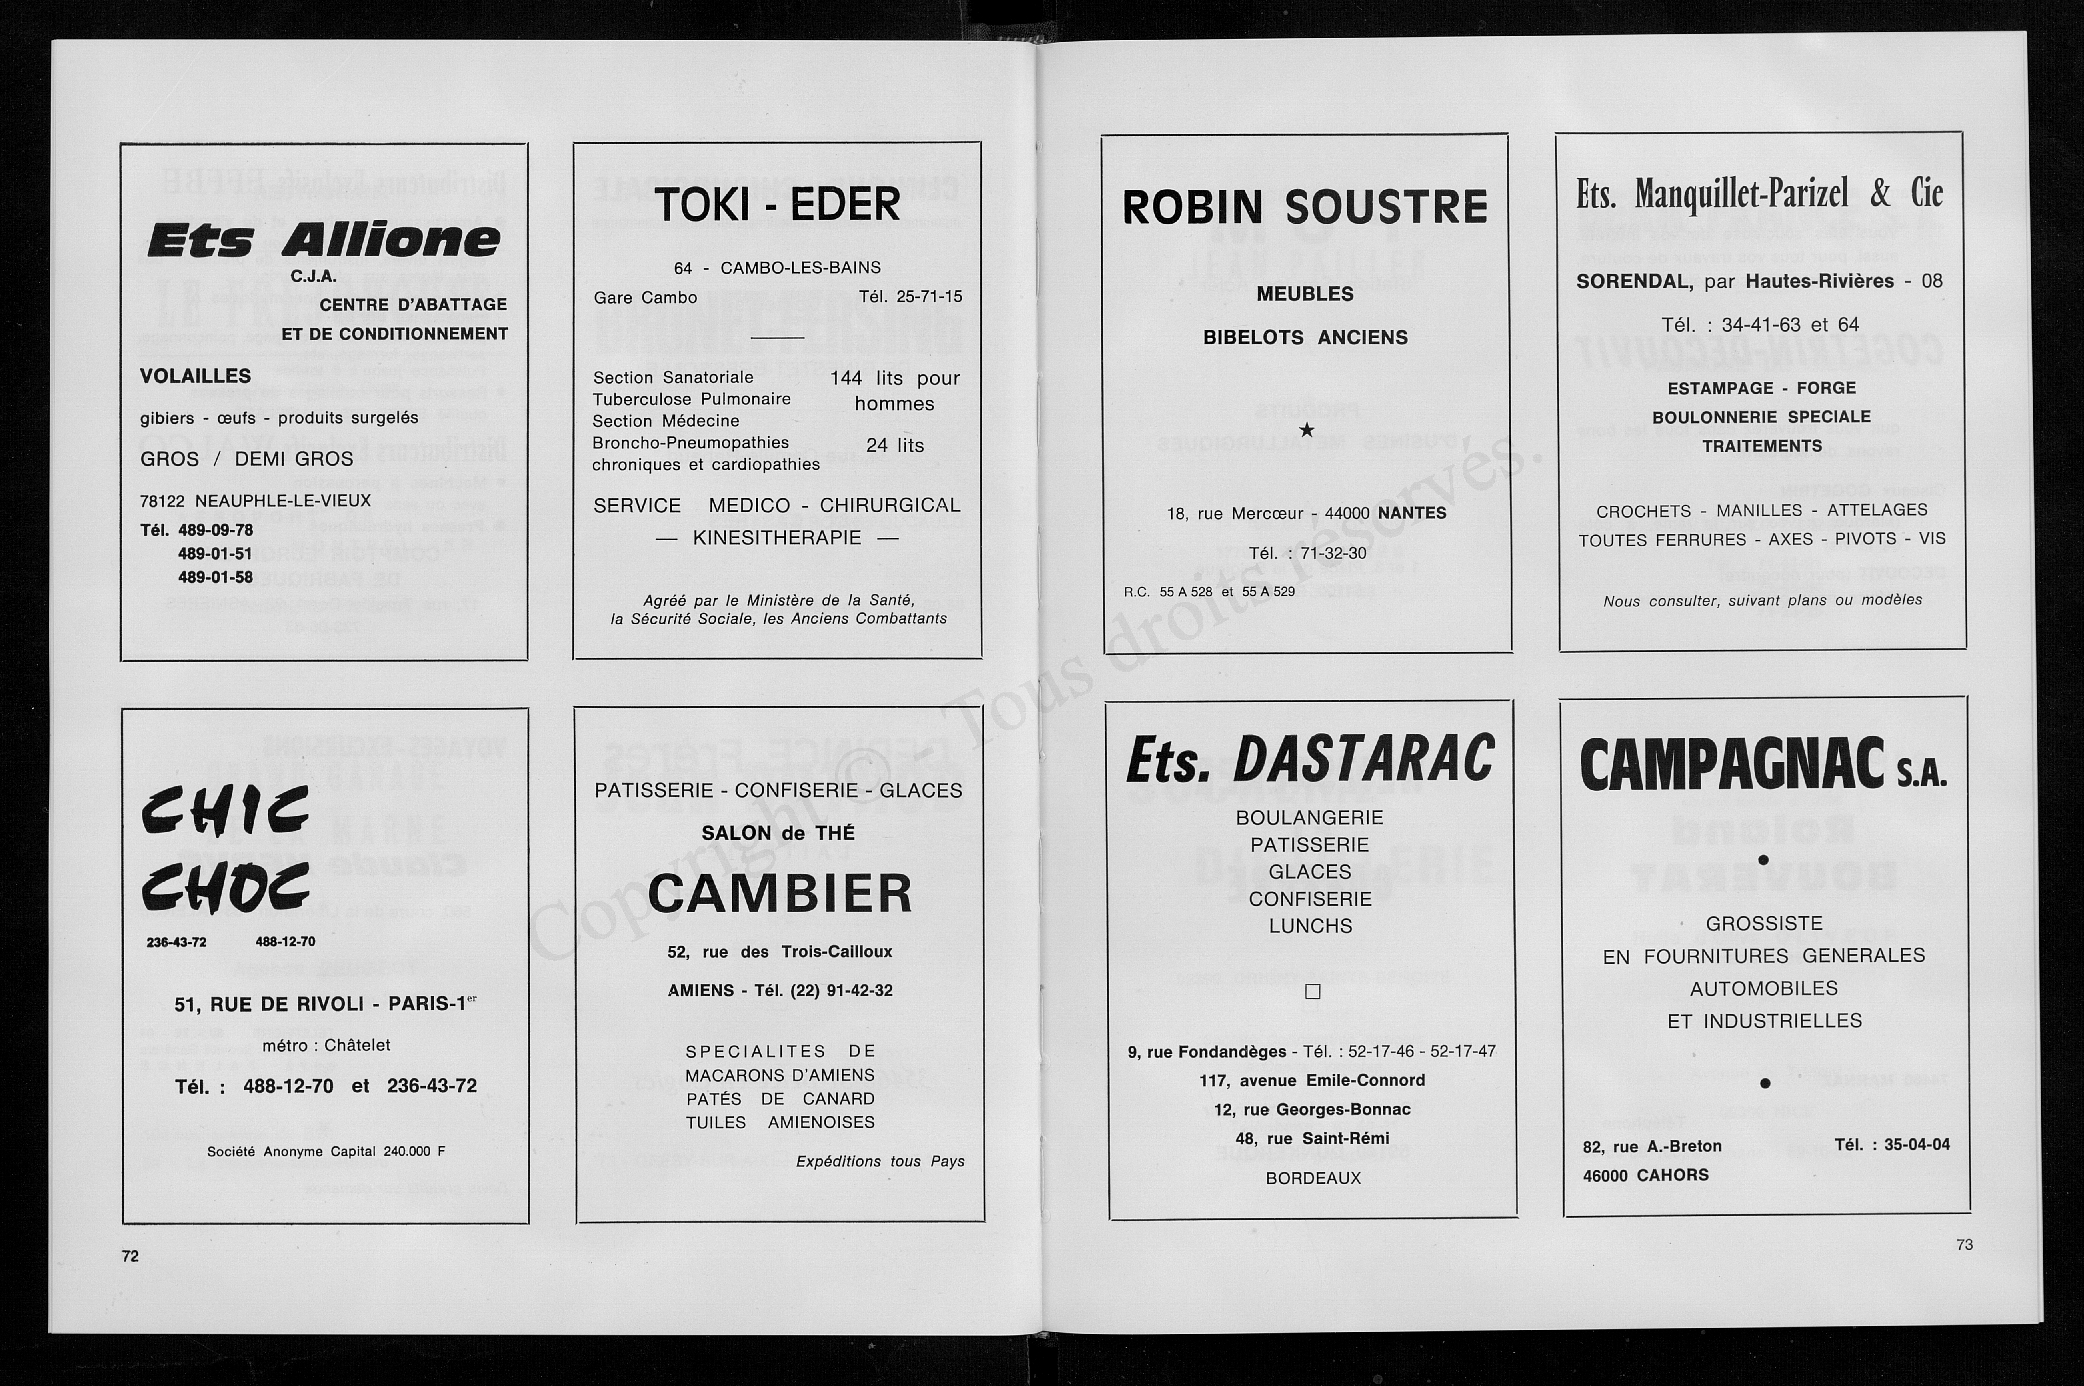 Ets Allione
C.J.A.
CENTRE D'ABATTAGE
ET DE CONDITIONNEMENT
VOLAILLES
gibiers - œufs - produits surgelés
GROS / DEMI GROS
78122 NEAUPHLE-LE-VIEUX
Tél. 489-09-78
489-01-51
489-01-58
TOKI - EDER
64 - CAMBO-LES-BAINS
Gare Cambo Tél. 25-71-15
Section Sanatoriale 144 lits pour
Tuberculose Pulmonaire hommes
Section Médecine
Broncho-Pneumopathies 24 lits
chroniques et cardiopathies
SERVICE MEDICO - CHIRURGICAL
— KINESITHERAPIE —
Agréé par le Ministère de la Santé,
la Sécurité Sociale, les Anciens Combattants
CHIC
CHOC
236-43-72 488-12-70
51, RUE DE RIVOLI - PARIS-1er
métro : Châtelet
Tél. : 488-12-70 et 236-43-72
Société Anonyme Capital 240.000 F
PATISSERIE - CONFISERIE - GLACES
SALON de THÉ
CAMBIER
52, rue des Trois-Cailloux
AMIENS - Tél. (22) 91-42-32
SPECIALITES DE
MACARONS D'AMIENS
PATÉS DE CANARD
TUILES AMIENOISES
Expéditions tous Pays
72
ROBIN SOUSTRE
MEUBLES
BIBELOTS ANCIENS
★
18, rue Mercœur - 44000 NANTES
Tél. : 71-32-30
R.C. 55 A 528 et 55 A 529
Ets. Manquillet-Parizel & Cie
SORENDAL, par Hautes-Rivières - 08
Tél. : 34-41-63 et 64
ESTAMPAGE - FORGE
BOULONNERIE SPECIALE
TRAITEMENTS
CROCHETS - MANILLES - ATTELAGES
TOUTES FERRURES - AXES - PIVOTS - VIS
Nous consulter, suivant plans ou modèles
Ets. DASTARAC
BOULANGERIE
PATISSERIE
GLACES
CONFISERIE
LUNCHS
9, rue Fondandèges - Tél. : 52-17-46 - 52-17-47
117, avenue Emile-Connord
12, rue Georges-Bonnac
48, rue Saint-Rémi
BORDEAUX
CAMPAGNAC S.A.
GROSSISTE
EN FOURNITURES GENERALES
AUTOMOBILES
ET INDUSTRIELLES
82, rue A.-Breton Tél. : 35-04-04
46000 CAHORS
73
Copyright © - Tous droits réservés.